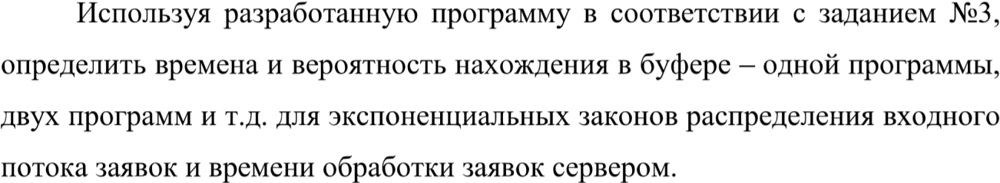 Используя разработанную программу в соответствии с заданием №3,
определить времена и вероятность нахождения в буфере – одной программы,
двух программ и т.д. для экспоненциальных законов распределения входного
потока заявок и времени обработки заявок сервером.